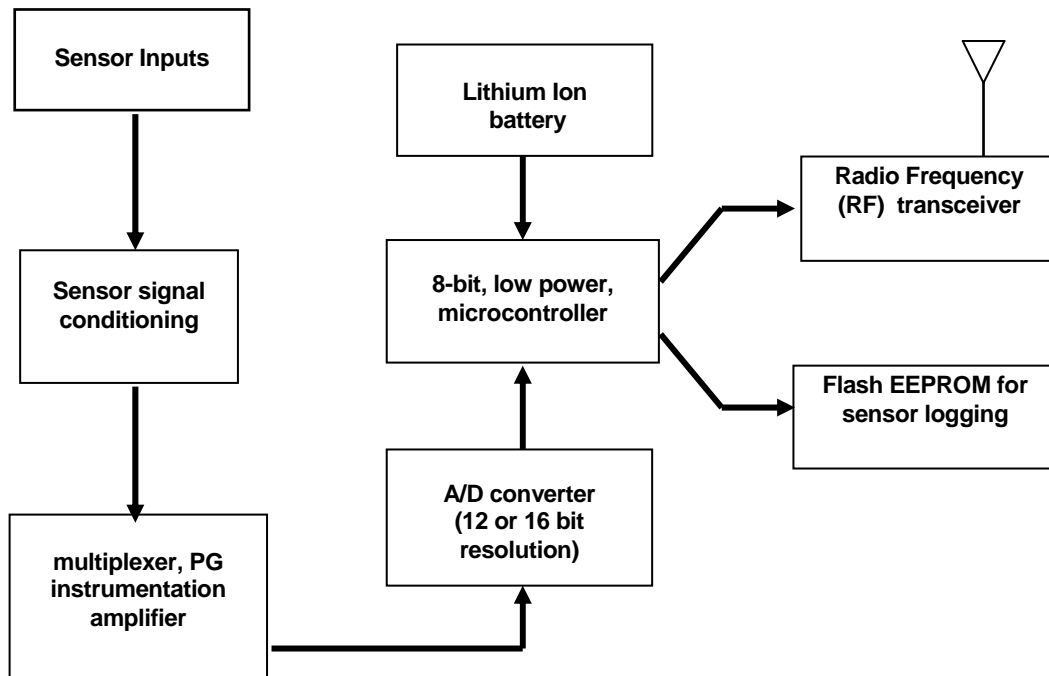 Sensor Inputs
Sensor signal
conditioning
multiplexer, PG
instrumentation
amplifier
Lithium Ion
battery
8-bit, low power,
microcontroller
A/D converter
(12 or 16 bit
resolution)
Radio Frequency
(RF) transceiver
Flash EEPROM for
sensor logging